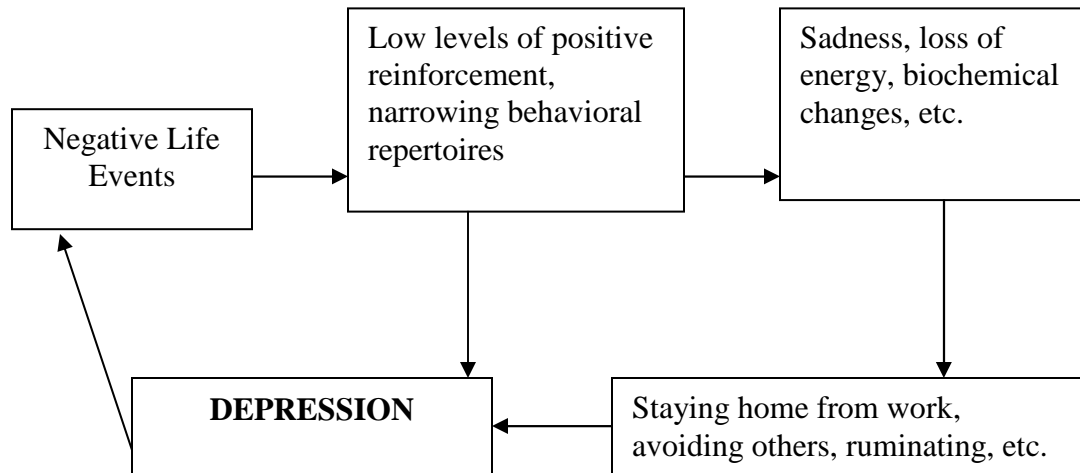 Negative Life
Events
Low levels of positive
reinforcement,
narrowing behavioral
repertoires
Sadness, loss of
energy, biochemical
changes, etc.
DEPRESSION
Staying home from work,
avoiding others, ruminating, etc.